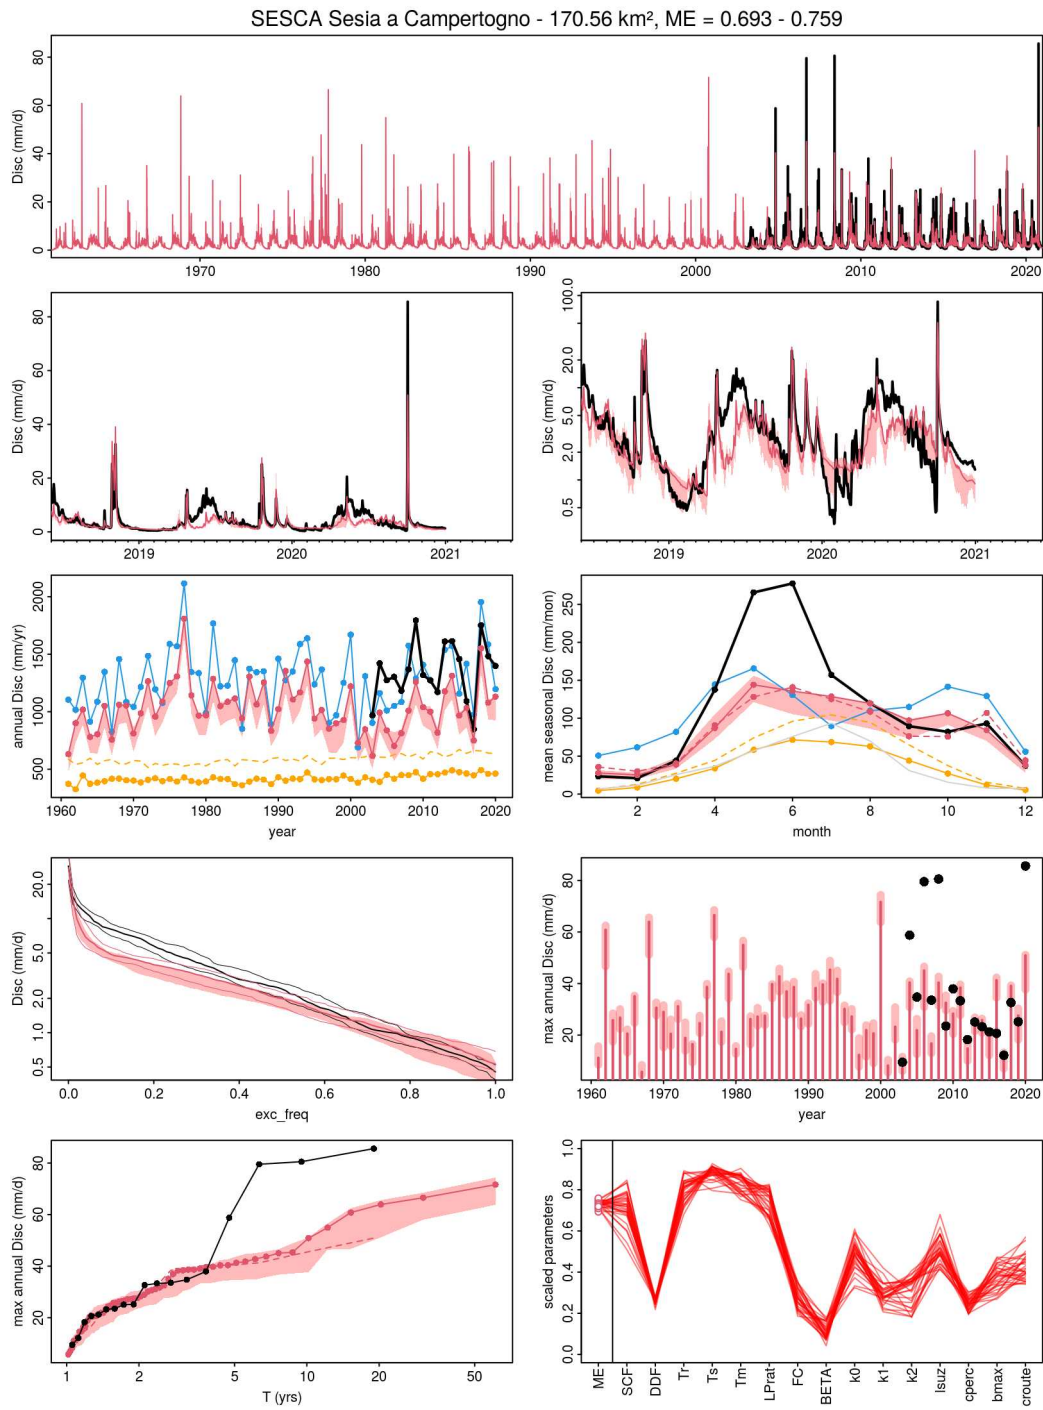 SESCA Sesia a Campertogno - 170.56 km², ME = 0.693 - 0.759
Disc (mm/d)
0 20 40 60 80
1970 1980 1990 2000 2010 2020
Disc (mm/d)
0 20 40 60 80
2019 2020 2021
Disc (mm/d)
0.5 1.0 2.0 5.0 20.0 100.0
2019 2020 2021
annual Disc (mm/yr)
500 1000 1500 2000
1960 1970 1980 1990 2000 2010 2020
year
mean seasonal Disc (mm/mon)
0 50 100 150 200 250
2 4 6 8 10 12
month
Disc (mm/d)
0.5 1.0 2.0 5.0 20.0
0.0 0.2 0.4 0.6 0.8 1.0
exc_freq
max annual Disc (mm/d)
20 40 60 80
1960 1970 1980 1990 2000 2010 2020
year
max annual Disc (mm/d)
20 40 60 80
1 2 5 10 20 50
T (yrs)
scaled parameters
0.0 0.2 0.4 0.6 0.8 1.0
ME SCF DDF Tr Ts Tm LPrat FC BETA k0 k1 k2 lsuz cperc bmax croute